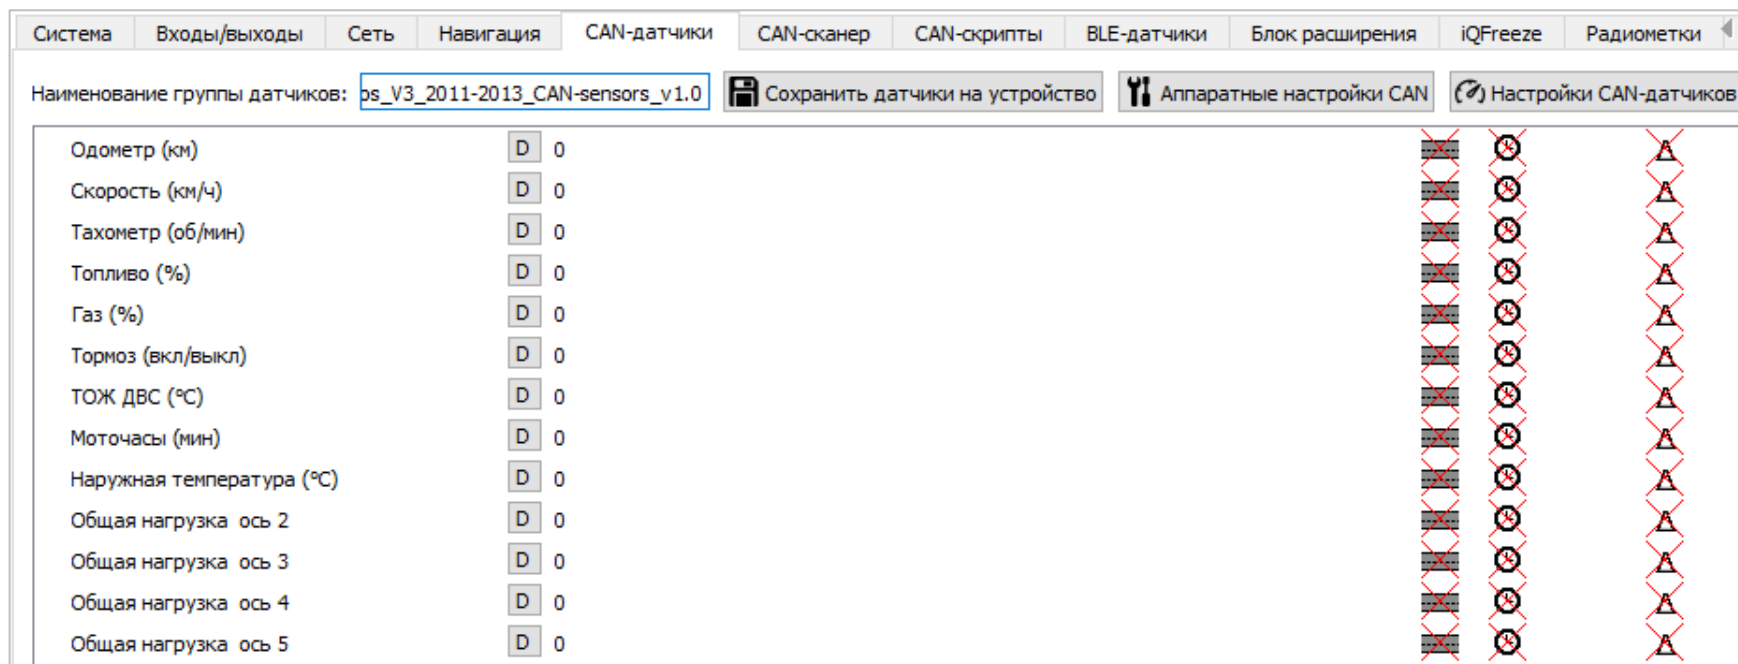 Система Входы/выходы Сеть Навигация CAN-датчики CAN-сканер CAN-скрипты BLE-датчики Блок расширения iQFreeze Радиометки
Наименование группы датчиков: os_V3_2011-2013_CAN-sensors_v1.0 Сохранить датчики на устройство Аппаратные настройки CAN Настройки CAN-датчиков
Одометр (км) D 0
Скорость (км/ч) D 0
Тахометр (об/мин) D 0
Топливо (%) D 0
Газ (%) D 0
Тормоз (вкл/выкл) D 0
ТОЖ ДВС (°C) D 0
Моточасы (мин) D 0
Наружная температура (°C) D 0
Общая нагрузка ось 2 D 0
Общая нагрузка ось 3 D 0
Общая нагрузка ось 4 D 0
Общая нагрузка ось 5 D 0